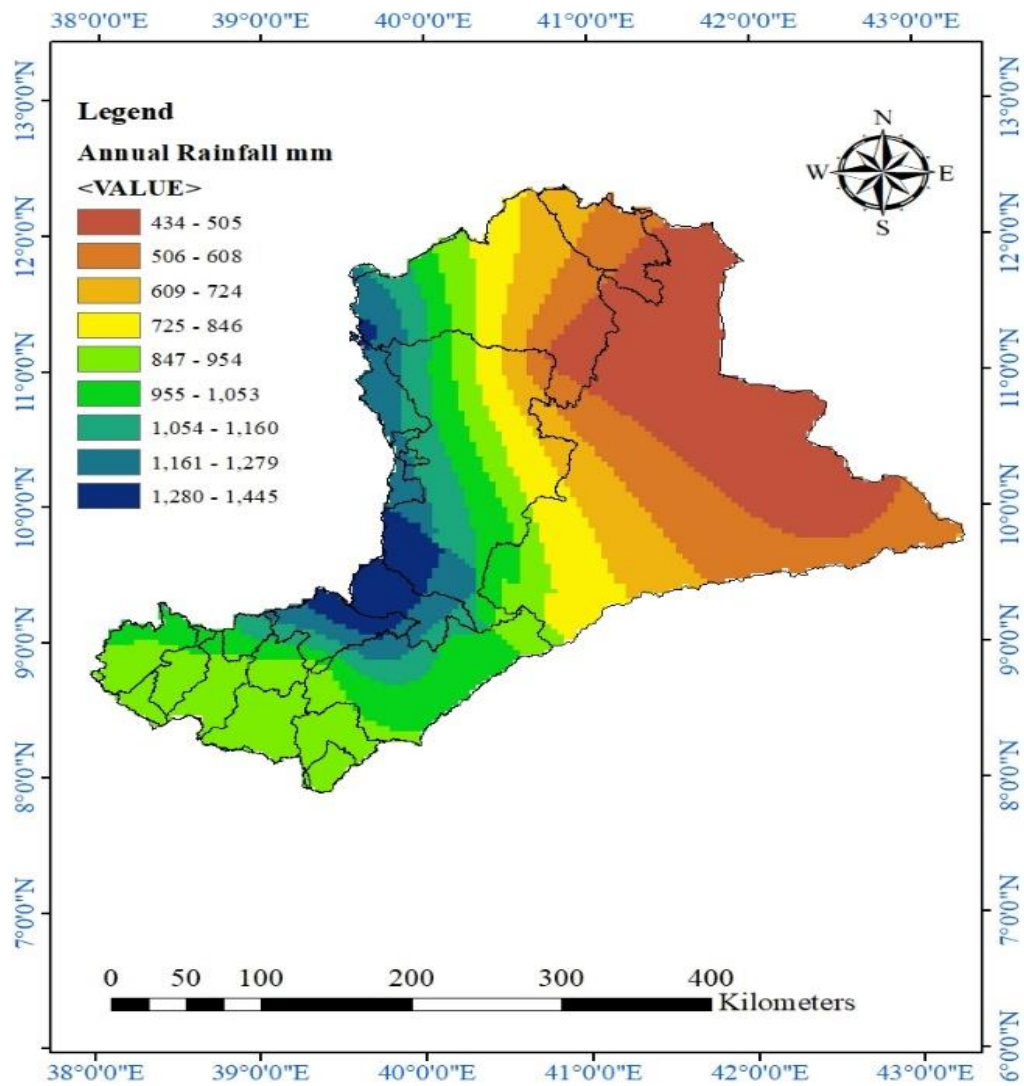 38°0'0"E 39°0'0"E 40°0'0"E 41°0'0"E 42°0'0"E 43°0'0"E
13°0'0"N 13°0'0"N
Legend
Annual Rainfall mm
<VALUE>
434 - 505
506 - 608
609 - 724
725 - 846
847 - 954
955 - 1,053
1,054 - 1,160
1,161 - 1,279
1,280 - 1,445
N
W E
S
12°0'0"N 12°0'0"N
11°0'0"N 11°0'0"N
10°0'0"N 10°0'0"N
9°0'0"N 9°0'0"N
8°0'0"N 8°0'0"N
7°0'0"N 7°0'0"N
0 50 100 200 300 400
Kilometers
6°0'0"N
38°0'0"E 39°0'0"E 40°0'0"E 41°0'0"E 42°0'0"E 43°0'0"E